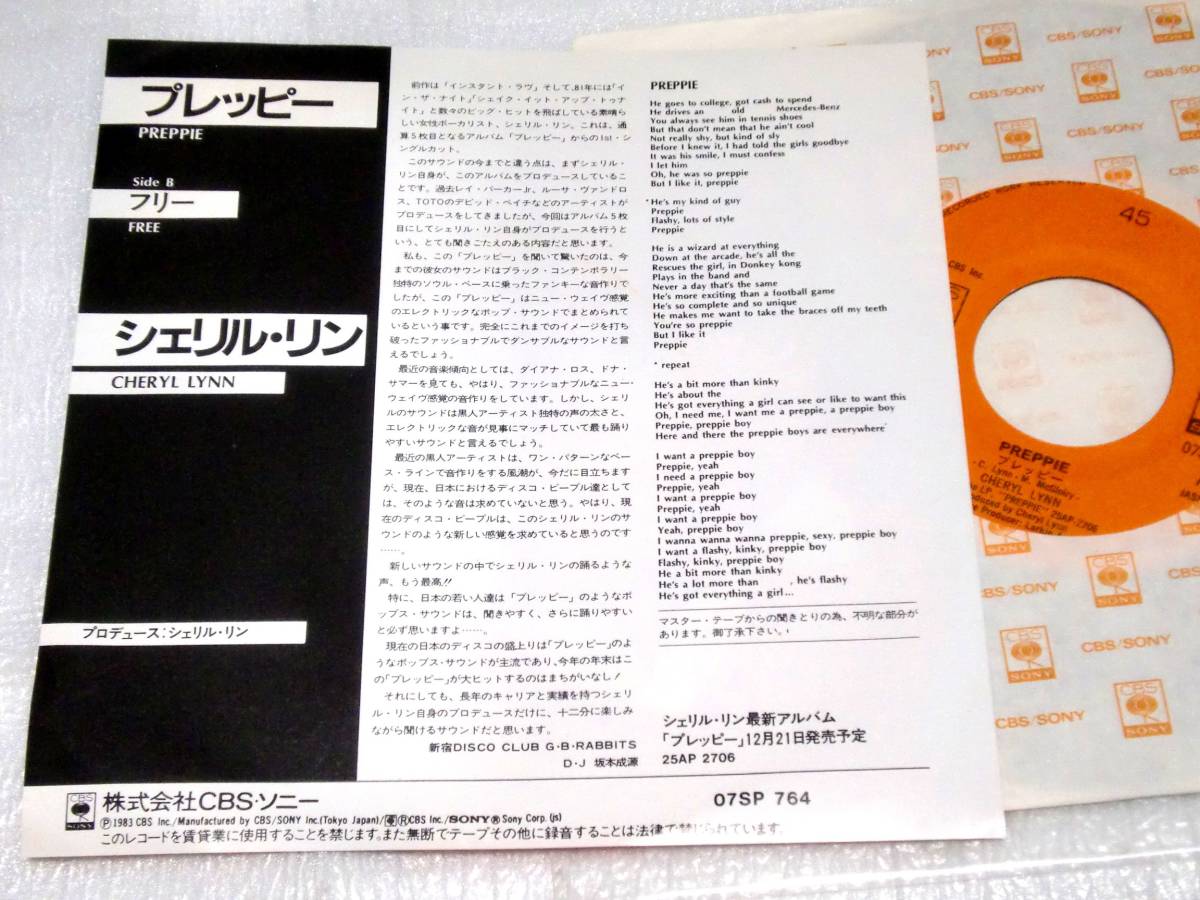 プレッピー
PREPPIE
Side B
フリー
FREE
シェリル・リン
CHERYL LYNN
プロデュース:シェリル・リン
前作は「インスタント・ラヴ」そして、81年には「イ
ン・ザ・ナイト」「シェイク・イット・アップ・トゥナ
イト」と数々のビッグ・ヒットを飛ばしている素晴ら
しい女性ボーカリスト、シェリル・リン。これは、通
算5枚目となるアルバム「プレッピー」からの1st・シ
ングルカット。
このサウンドの今までと違う点は、まずシェリル・
リン自身が、このアルバムをプロデュースしているこ
とです。過去レイ・パーカーJr、ルーサ・ヴァンドロ
ス、TOTOのデビッド・ペイチなどのアーティストが
プロデュースをしてきましたが、今回はアルバム5枚
目にしてシェリル・リン自身がプロデュースを行うと
いう、とても聞きごたえのある内容だと思います。
私も、この「プレッピー」を聞いて驚いたのは、今
までの彼女のサウンドはブラック・コンテンポラリー
独特のソウル・ベースに乗ったファンキーな音作りで
したが、この「プレッピー」はニュー・ウェイヴ感覚
のエレクトリックなポップ・サウンドでまとめられて
いるという事です。完全にこれまでのイメージを打ち
破ったファッショナブルでダンサブルなサウンドと言
えるでしょう。
最近の音楽傾向としては、ダイアナ・ロス、ドナ・
サマーを見ても、やはり、ファッショナブルなニュー・
ウェイヴ感覚の音作りをしています。しかし、シェリ
ルのサウンドは黒人アーティスト独特の声の太さと、
エレクトリックな音が見事にマッチしていて最も踊り
やすいサウンドと言えるでしょう。
最近の黒人アーティストは、ワン・パターンなベー
ス・ラインで音作りをする風潮が、今だに目立ちます
が、現在、日本におけるディスコ・ピープル達として
は、そのような音は求めていないと思う。やはり、現
在のディスコ・ピープルは、このシェリル・リンのサ
ウンドのような新しい感覚を求めていると思うのです
……。
新しいサウンドの中でシェリル・リンの踊るような
声、もう最高!!
特に、日本の若い人達は「プレッピー」のようなポ
ップス・サウンドは、聞きやすく、さらに踊りやすい
と必ず思いますよ……。
現在の日本のディスコの盛上りは「プレッピー」のよ
うなポップス・サウンドが主流であり、今年の年末はこ
の「プレッピー」が大ヒットするのはまちがいなし!
それにしても、長年のキャリアと実績を持つシェリ
ル・リン自身のプロデュースだけに、十二分に楽しみ
ながら聞けるサウンドだと思います。
新宿DISCO CLUB G・B・RABBITS
D・J 坂本成源
PREPPIE
He goes to college, got cash to spend
He drives an old Mercedes-Benz
You always see him in tennis shoes
But that don't mean that he ain't cool
Not really shy, but kind of sly
Before I knew it, I had told the girls goodbye
It was his smile, I must confess
I let him
Oh, he was so preppie
But I like it, preppie
*He's my kind of guy
Preppie
Flashy, lots of style
Preppie
He is a wizard at everything
Down at the arcade, he's all the
Rescues the girl, in Donkey kong
Plays in the band and
Never a day that's the same
He's more exciting than a football game
He's so complete and so unique
He makes me want to take the braces off my teeth
You're so preppie
But I like it
Preppie
* repeat
He's a bit more than kinky
He's about the
He's got everything a girl can see or like to want this
Oh, I need me, I want me a preppie, a preppie boy
Preppie, preppie boy
Here and there the preppie boys are everywhere
I want a preppie boy
Preppie, yeah
I need a preppie boy
Preppie, yeah
I want a preppie boy
Preppie, yeah
I want a preppie boy
Yeah, preppie boy
I wanna wanna wanna preppie, sexy, preppie boy
I want a flashy, kinky, preppie boy
Flashy, kinky, preppie boy
He a bit more than kinky
He's a lot more than , he's flashy
He's got everything a girl...
マスター・テープからの聞きとりの為、不明な部分が
あります。御了承下さい。
シェリル・リン最新アルバム
「プレッピー」12月21日発売予定
25AP 2706
CBS
SONY
株式会社CBS・ソニー
07SP 764
Ⓟ1983 CBS Inc./Manufactured by CBS/SONY Inc.(Tokyo Japan)/ⓇCBS Inc./SONY® Sony Corp. (js)
このレコードを賃貸業に使用することを禁じます。また無断でテープその他に録音することは法律で禁じられています。
CBS/SONY
45
CBS Inc.
PREPPIE
プレッピー
CHERYL LYNN
LP "PREPPIE" 25AP-2706